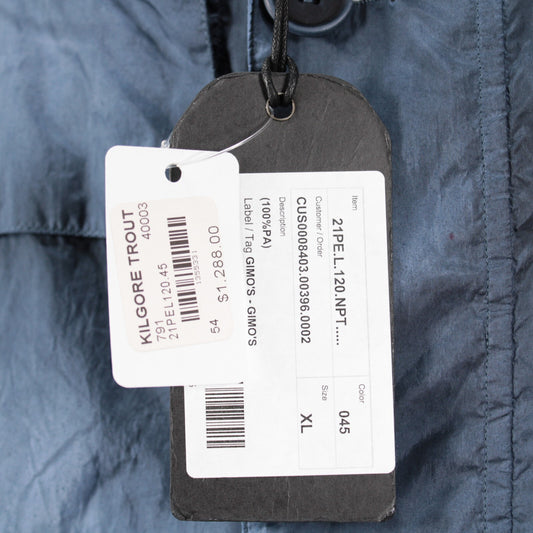 KILGORE TROUT
40003
791
21PEL120.45
1355931
54 $1,288.00
Item
21PE.L.120.NPT.....
Color
045
Customer / Order
CUS0008403.00396.0002
Size
XL
Description
(100%PA)
Label / Tag GIMO'S - GIMO'S